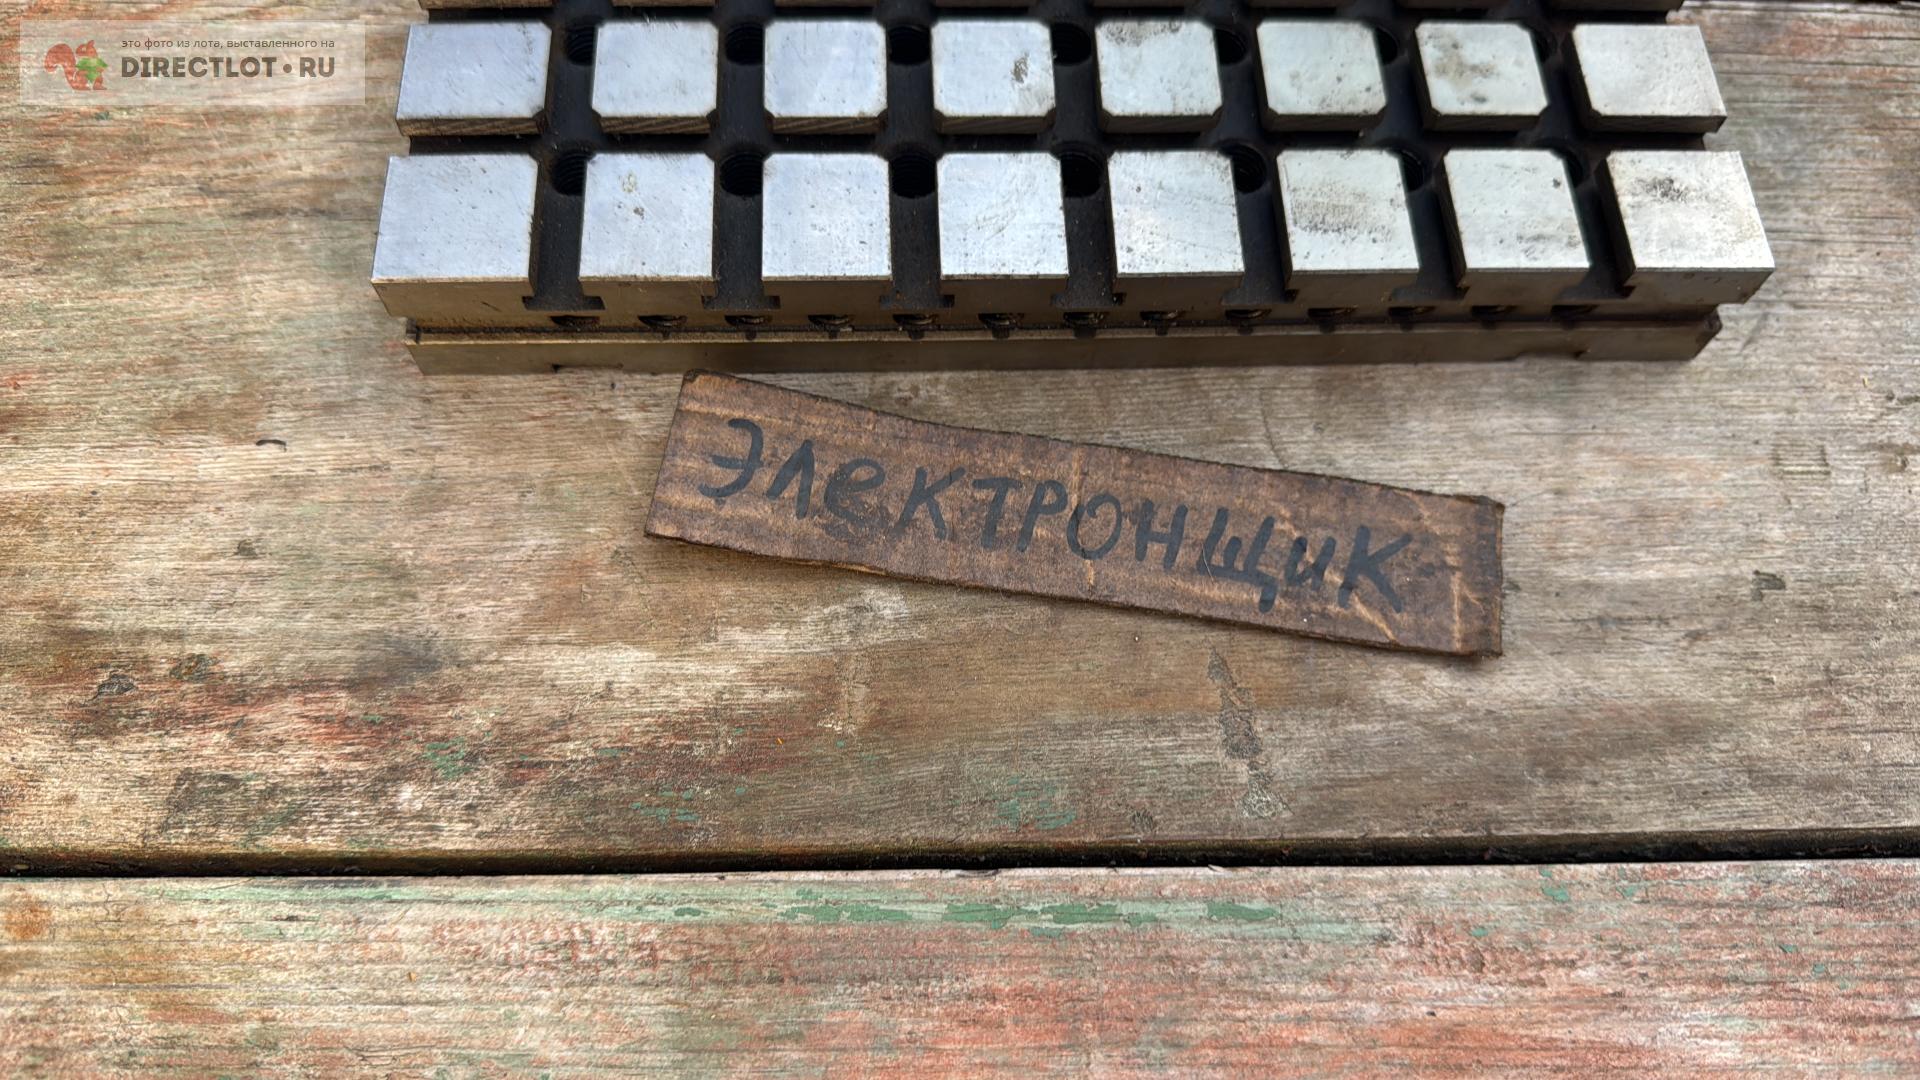 это фото из лота, выставленного на
DIRECTLOT.RU
ЭЛеКТРОНЩиК